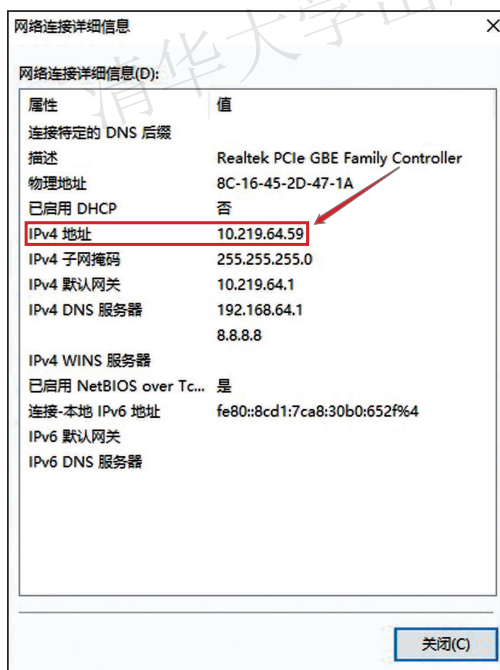 网络连接详细信息
清华大学出
网络连接详细信息(D):
属性 值
连接特定的 DNS 后缀
描述 Realtek PCIe GBE Family Controller
物理地址 8C-16-45-2D-47-1A
已启用 DHCP 否
IPv4 地址 10.219.64.59
IPv4 子网掩码 255.255.255.0
IPv4 默认网关 10.219.64.1
IPv4 DNS 服务器 192.168.64.1
8.8.8.8
IPv4 WINS 服务器
已启用 NetBIOS over Tc... 是
连接-本地 IPv6 地址 fe80::8cd1:7ca8:30b0:652f%4
IPv6 默认网关
IPv6 DNS 服务器
关闭(C)